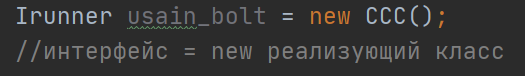 Irunner usain_bolt = new CCC();
//интерфейс = new реализующий класс